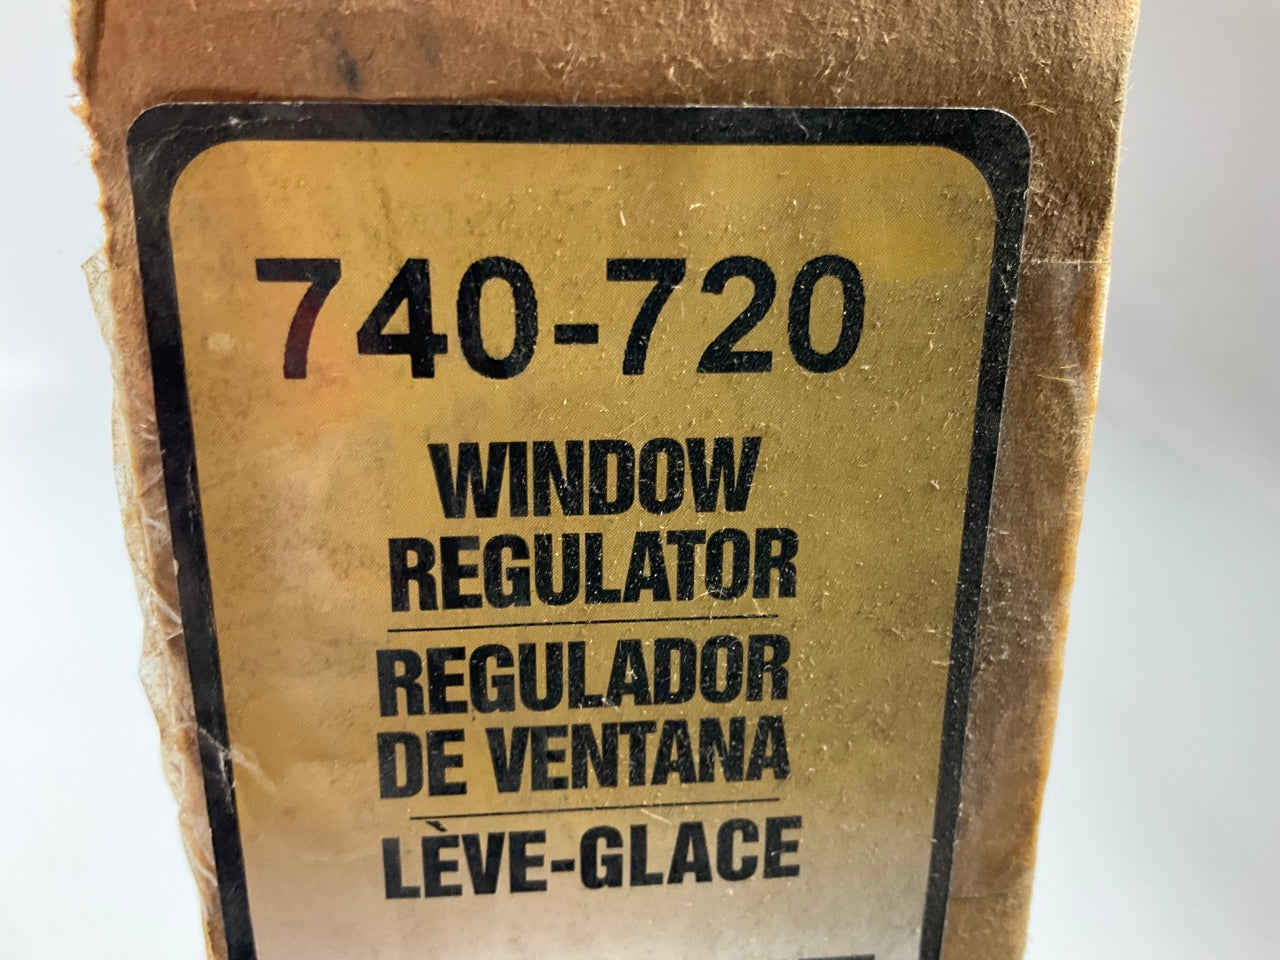 740-720
WINDOW
REGULATOR
REGULADOR
DE VENTANA
LÈVE-GLACE